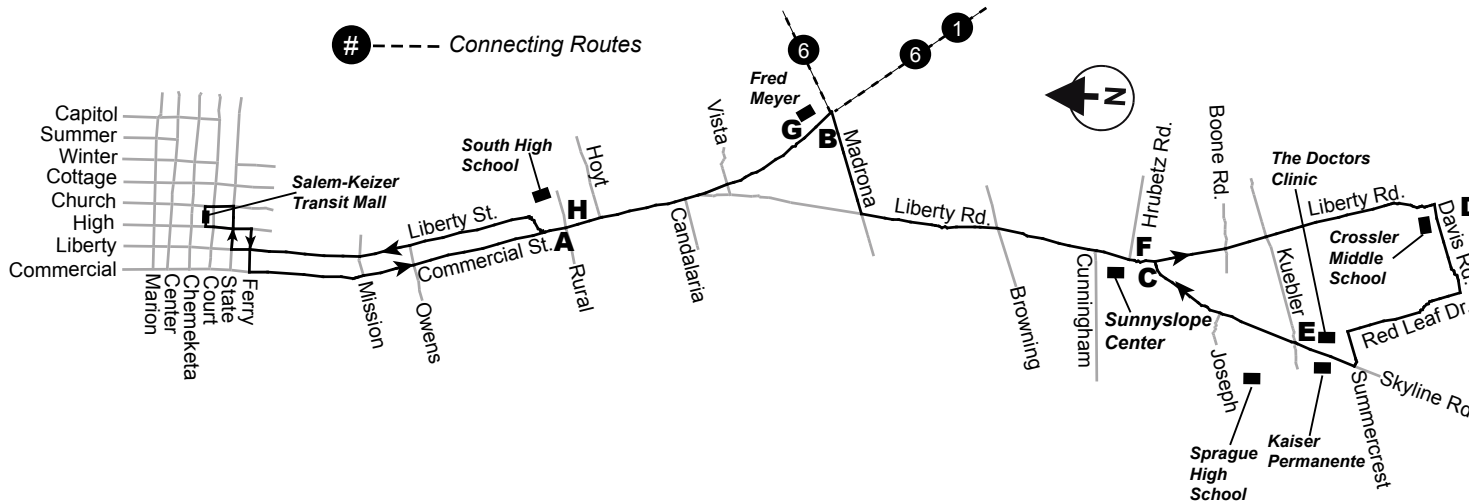 # Connecting Routes
6
6
1
Fred
Meyer
N
Capitol
Summer
Winter
Cottage
Church
High
Liberty
Commercial
Salem-Keizer
Transit Mall
South High
School
Hoyt
Vista
G
B
Madrona
Hrubetz Rd.
Boone Rd.
The Doctors
Clinic
Liberty Rd.
D
Davis Rd.
Crossler
Middle
School
Liberty St.
H
A
Commercial St.
Rural
Candalaria
Liberty Rd.
F
C
Kuebler
E
Red Leaf Dr.
Marion
Center
Chemeketa
Court
State
Ferry
Mission
Owens
Browning
Cunningham
Sunnyslope
Center
Joseph
Summercrest
Skyline Rd
Sprague
High
School
Kaiser
Permanente